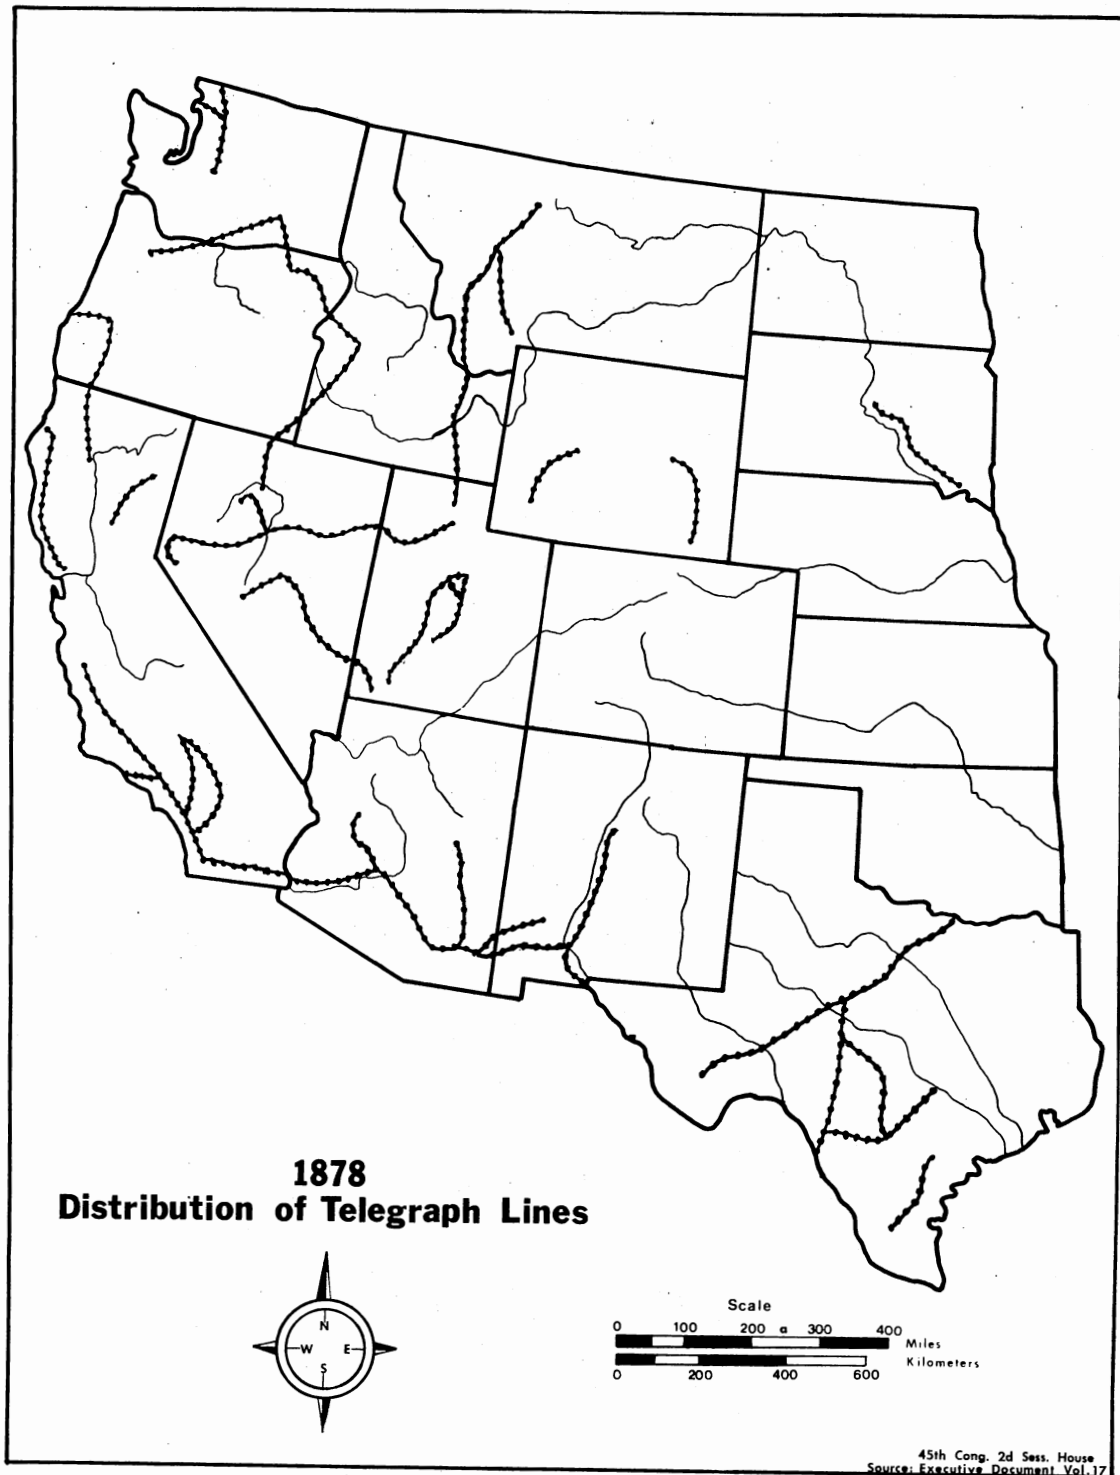 1878
Distribution of Telegraph Lines
N
W E
S
Scale
0 100 200 a 300 400
Miles
Kilometers
0 200 400 600
45th Cong. 2d Sess. House
Source: Executive Document Vol.17